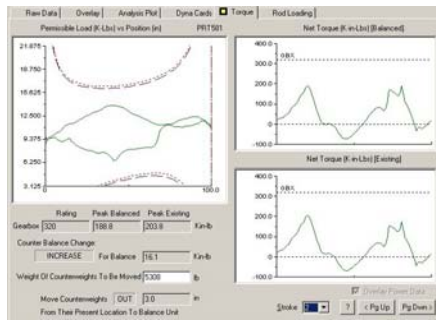 Raw Data Overlay Analysis Plot Dyna Cards Torque Rod Loading
Permissible Load (K-Lbs) vs Position (in) PRT581
21.875
18.750
15.625
12.500
9.375
6.250
3.125
100.0
Net Torque (K-in-Lbs) [Balanced]
400.0
300.0
200.0
100.0
0.0
-100.0
Net Torque (K-in-Lbs) [Existing]
400.0
300.0
200.0
100.0
0.0
-100.0
Rating Peak Balanced Peak Existing
Gearbox 320 188.8 203.8 Kin-lb
Counter Balance Change:
INCREASE For Balance 16.1 Kin-lb
Weight Of Counterweights To Be Moved 5308 lb
Move Counterweights OUT 3.0 in
From Their Present Location To Balance Unit
Overlay Power Data
Stroke ? < Pg Up Pg Dwn >